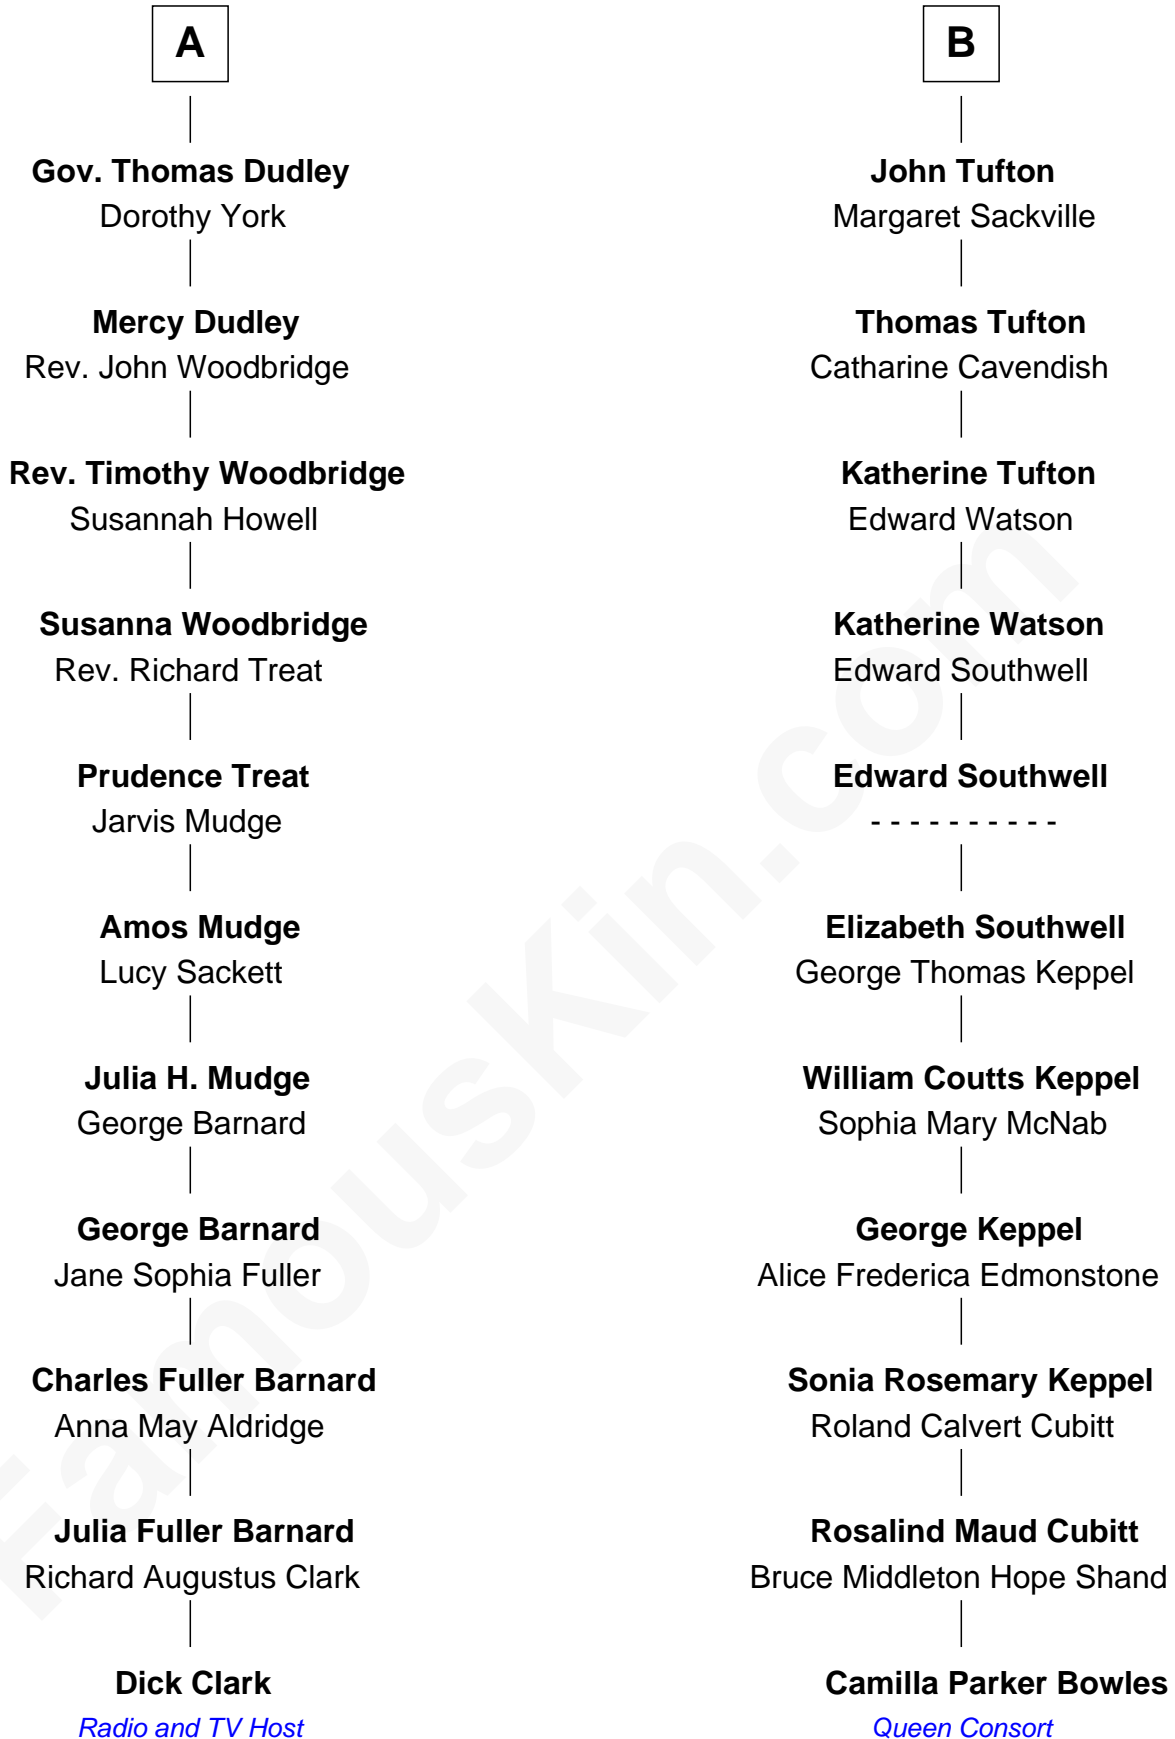 A
Gov. Thomas Dudley
Dorothy York
Mercy Dudley
Rev. John Woodbridge
Rev. Timothy Woodbridge
Susannah Howell
Susanna Woodbridge
Rev. Richard Treat
Prudence Treat
Jarvis Mudge
Amos Mudge
Lucy Sackett
Julia H. Mudge
George Barnard
George Barnard
Jane Sophia Fuller
Charles Fuller Barnard
Anna May Aldridge
Julia Fuller Barnard
Richard Augustus Clark
Dick Clark
Radio and TV Host
B
John Tufton
Margaret Sackville
Thomas Tufton
Catharine Cavendish
Katherine Tufton
Edward Watson
Katherine Watson
Edward Southwell
Edward Southwell
- - - - - - - - - -
Elizabeth Southwell
George Thomas Keppel
William Coutts Keppel
Sophia Mary McNab
George Keppel
Alice Frederica Edmonstone
Sonia Rosemary Keppel
Roland Calvert Cubitt
Rosalind Maud Cubitt
Bruce Middleton Hope Shand
Camilla Parker Bowles
Queen Consort
FamousKin.com